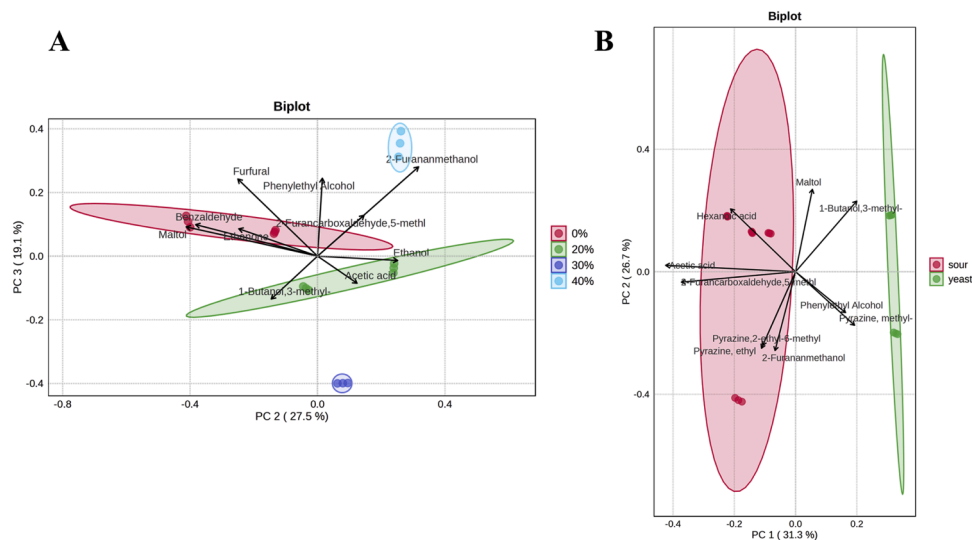 A
B
Biplot
0.4
0.2
0.0
-0.2
-0.4
-0.8
-0.4
0.0
0.4
PC 3 ( 19.1 %)
PC 2 ( 27.5 %)
2-Furananmethanol
Furfural
Phenylethyl Alcohol
Benzaldehyde
2-Furancarboxaldehyde,5-methl
Maltol
Ethanol
Acetic acid
1-Butanol,3-methyl-
0%
20%
30%
40%
Biplot
0.4
0.0
-0.4
-0.4
-0.2
0.0
0.2
PC 2 ( 26.7 %)
PC 1 ( 31.3 %)
Maltol
1-Butanol,3-methyl-
Hexanoic acid
Acetic acid
2-Furancarboxaldehyde,5-methl
Phenylethyl Alcohol
Pyrazine, methyl-
Pyrazine,2-ethyl-6-methyl
Pyrazine, ethyl
2-Furananmethanol
sour
yeast